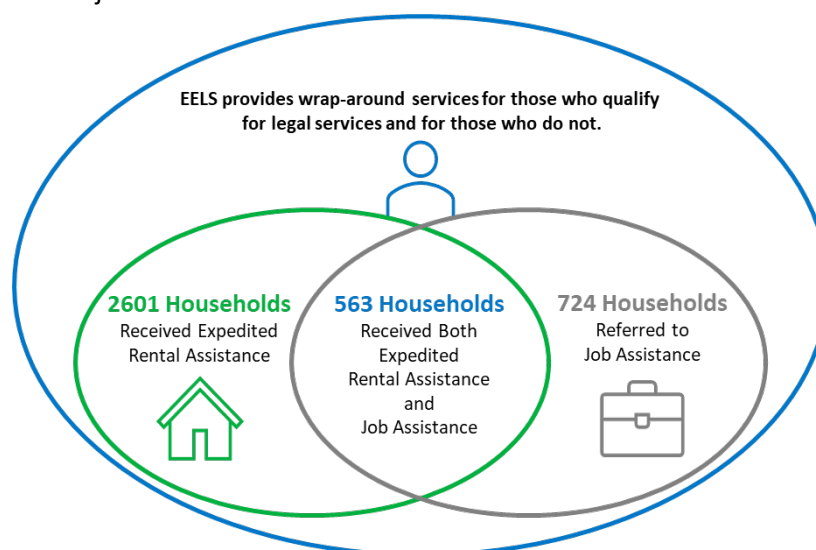 EELS provides wrap-around services for those who qualify
for legal services and for those who do not.
2601 Households
Received Expedited
Rental Assistance
563 Households
Received Both
Expedited
Rental Assistance
and
Job Assistance
724 Households
Referred to
Job Assistance